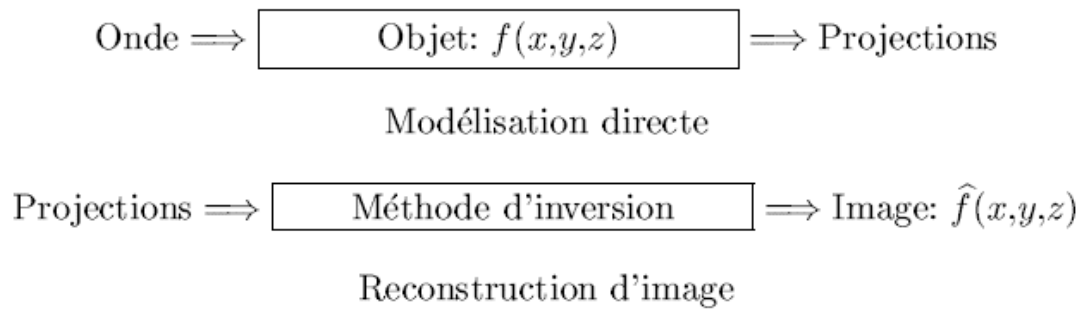 Onde ⟹ Objet: f(x,y,z) ⟹ Projections
Modélisation directe
Projections ⟹ Méthode d'inversion ⟹ Image: f̂(x,y,z)
Reconstruction d'image